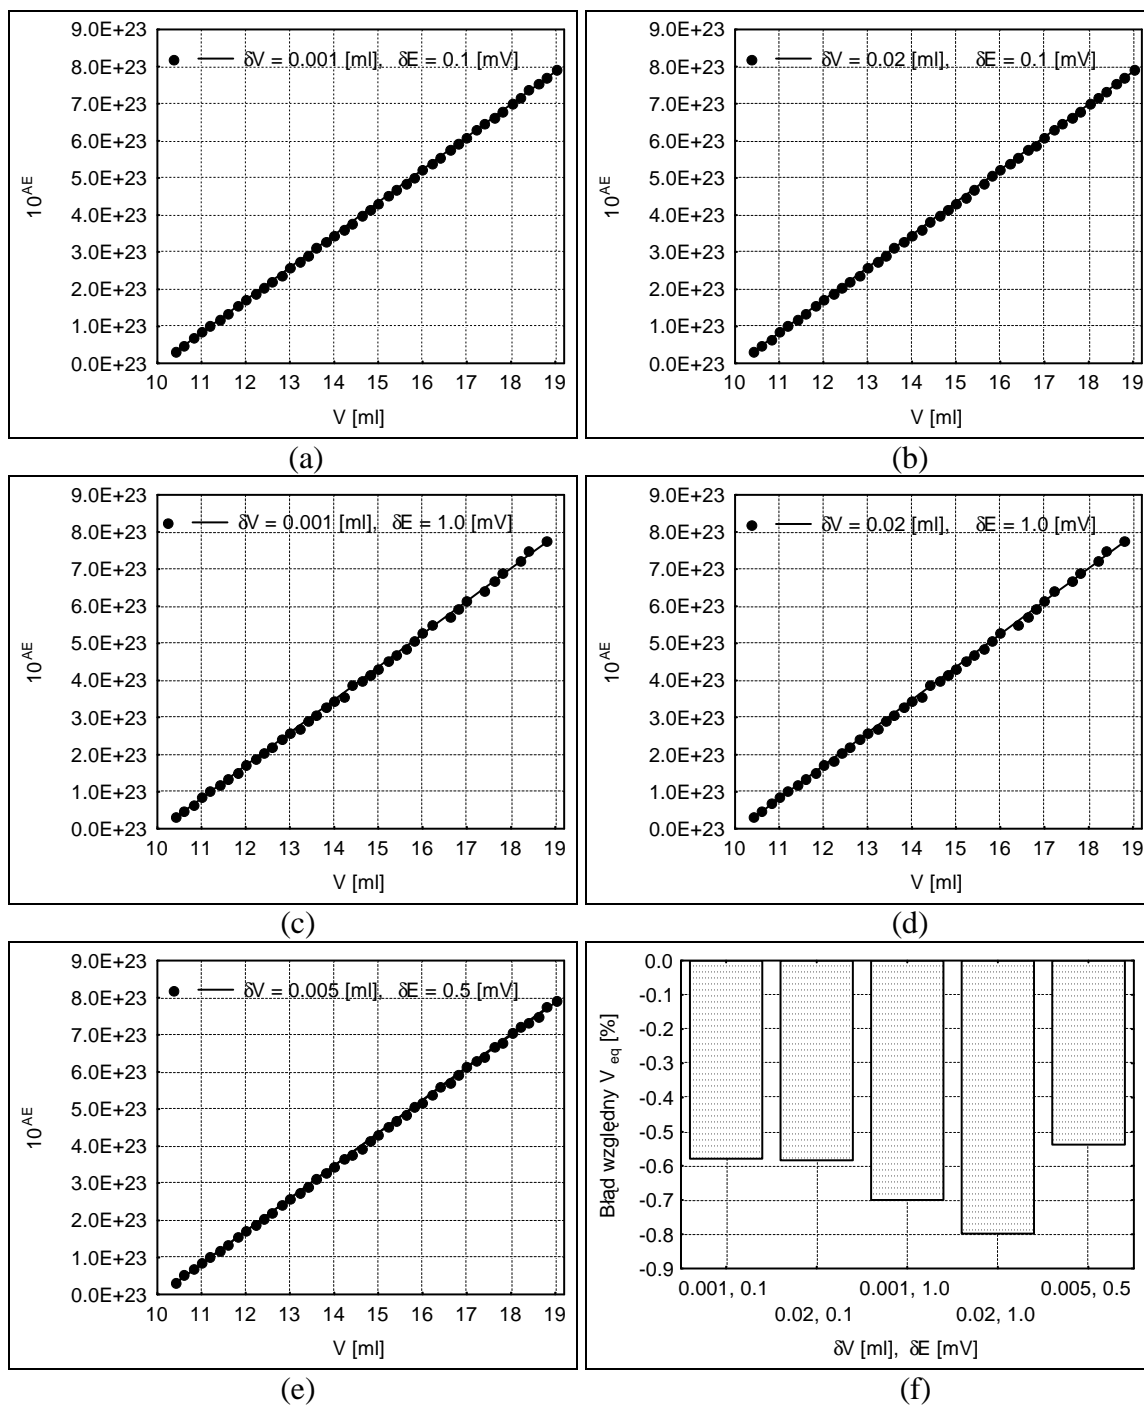 9.0E+23
δV = 0.001 [ml], δE = 0.1 [mV]
8.0E+23
7.0E+23
6.0E+23
5.0E+23
4.0E+23
3.0E+23
2.0E+23
1.0E+23
0.0E+23
10^AE
10 11 12 13 14 15 16 17 18 19
V [ml]
(a)
9.0E+23
δV = 0.02 [ml], δE = 0.1 [mV]
8.0E+23
7.0E+23
6.0E+23
5.0E+23
4.0E+23
3.0E+23
2.0E+23
1.0E+23
0.0E+23
10^AE
10 11 12 13 14 15 16 17 18 19
V [ml]
(b)
9.0E+23
δV = 0.001 [ml], δE = 1.0 [mV]
8.0E+23
7.0E+23
6.0E+23
5.0E+23
4.0E+23
3.0E+23
2.0E+23
1.0E+23
0.0E+23
10^AE
10 11 12 13 14 15 16 17 18 19
V [ml]
(c)
9.0E+23
δV = 0.02 [ml], δE = 1.0 [mV]
8.0E+23
7.0E+23
6.0E+23
5.0E+23
4.0E+23
3.0E+23
2.0E+23
1.0E+23
0.0E+23
10^AE
10 11 12 13 14 15 16 17 18 19
V [ml]
(d)
9.0E+23
δV = 0.005 [ml], δE = 0.5 [mV]
8.0E+23
7.0E+23
6.0E+23
5.0E+23
4.0E+23
3.0E+23
2.0E+23
1.0E+23
0.0E+23
10^AE
10 11 12 13 14 15 16 17 18 19
V [ml]
(e)
0.0
-0.1
-0.2
-0.3
-0.4
-0.5
-0.6
-0.7
-0.8
-0.9
Błąd względny V eq [%]
0.001, 0.1 0.001, 1.0 0.005, 0.5
0.02, 0.1 0.02, 1.0
δV [ml], δE [mV]
(f)